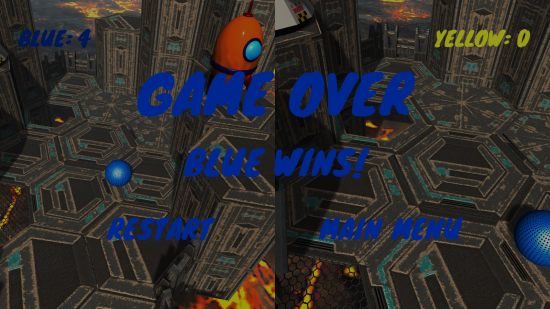 BLUE: 4
YELLOW: 0
GAME OVER
BLUE WINS!
RESTART
MAIN MENU